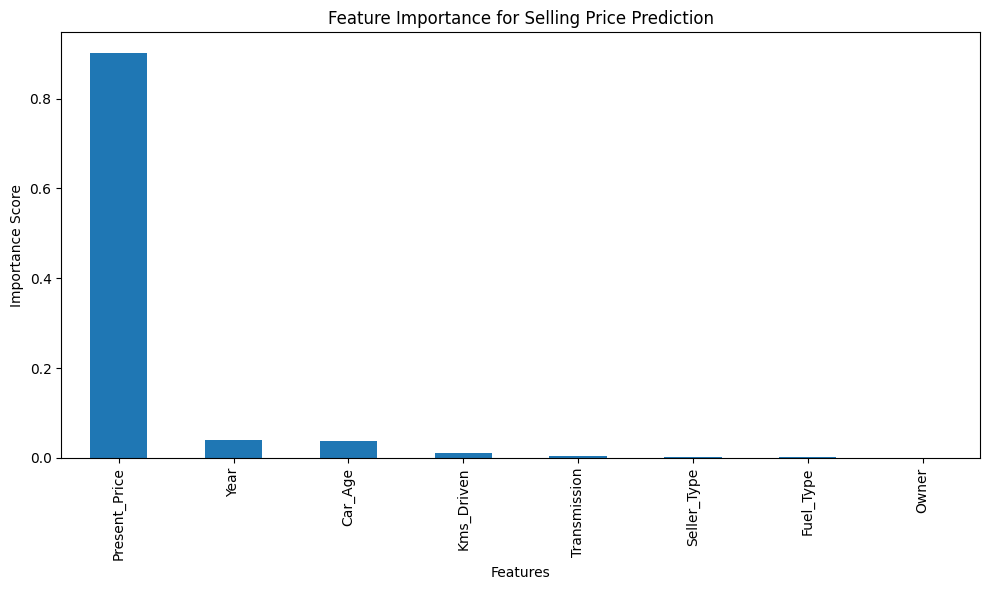 Feature Importance for Selling Price Prediction
Importance Score
0.8
0.6
0.4
0.2
0.0
Present_Price
Year
Car_Age
Kms_Driven
Transmission
Seller_Type
Fuel_Type
Owner
Features